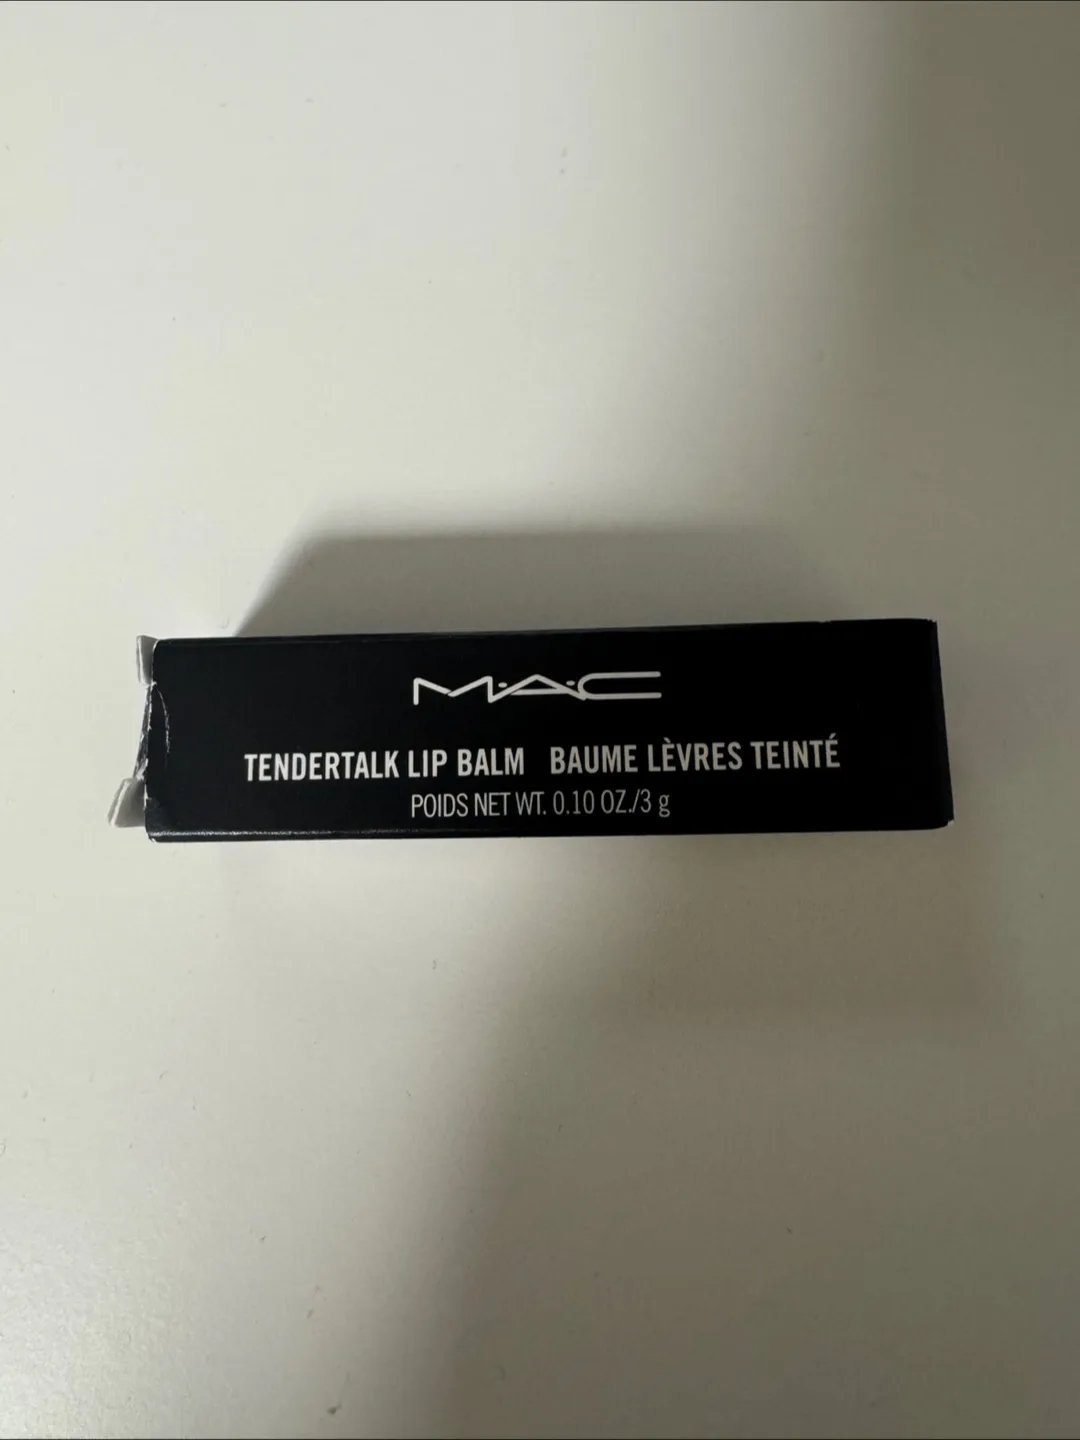 M·A·C
TENDERTALK LIP BALM BAUME LÈVRES TEINTÉ
POIDS NET WT. 0.10 OZ./3 g